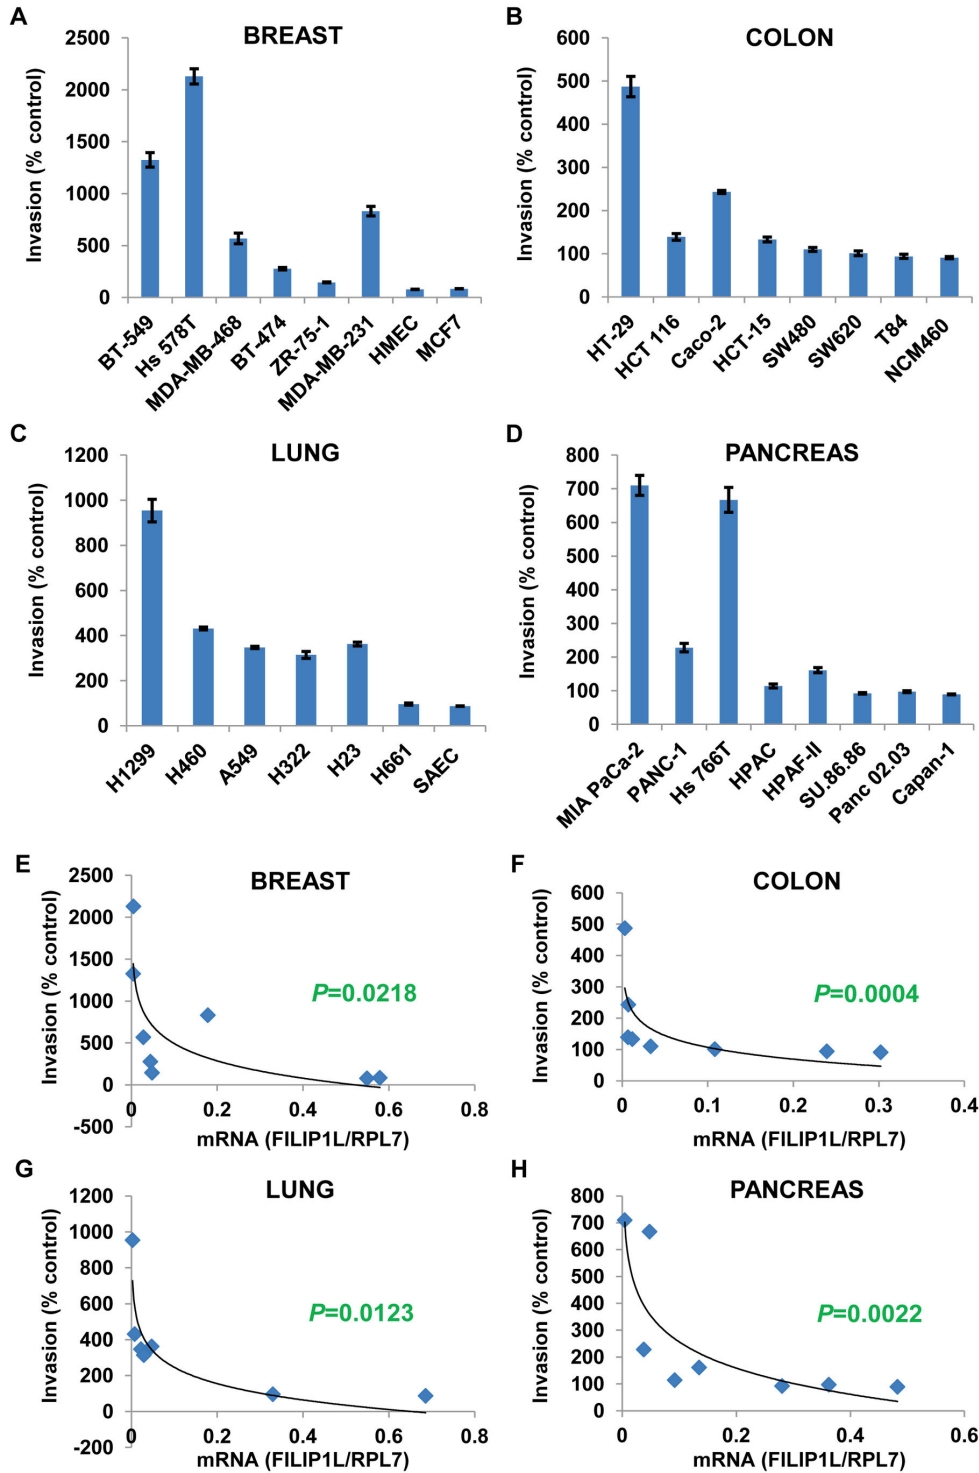 A
BREAST
Invasion (% control)
2500
2000
1500
1000
500
0
BT-549
Hs 578T
MDA-MB-468
BT-474
ZR-75-1
MDA-MB-231
HMEC
MCF7
B
COLON
Invasion (% control)
600
500
400
300
200
100
0
HT-29
HCT 116
Caco-2
HCT-15
SW480
SW620
T84
NCM460
C
LUNG
Invasion (% control)
1200
1000
800
600
400
200
0
H1299
H460
A549
H322
H23
H661
SAEC
D
PANCREAS
Invasion (% control)
800
700
600
500
400
300
200
100
0
MIA PaCa-2
PANC-1
Hs 766T
HPAC
HPAF-II
SU.86.86
Panc 02.03
Capan-1
E
BREAST
Invasion (% control)
2500
2000
1500
1000
500
0
-500
P=0.0218
0 0.2 0.4 0.6 0.8
mRNA (FILIP1L/RPL7)
F
COLON
Invasion (% control)
600
500
400
300
200
100
0
P=0.0004
0 0.1 0.2 0.3 0.4
mRNA (FILIP1L/RPL7)
G
LUNG
Invasion (% control)
1200
1000
800
600
400
200
0
-200
P=0.0123
0 0.2 0.4 0.6 0.8
mRNA (FILIP1L/RPL7)
H
PANCREAS
Invasion (% control)
800
700
600
500
400
300
200
100
0
P=0.0022
0 0.2 0.4 0.6
mRNA (FILIP1L/RPL7)